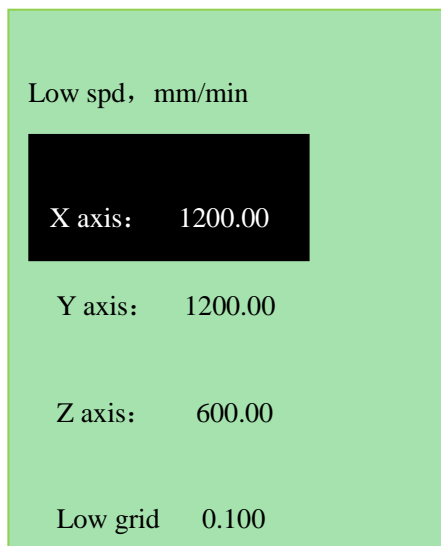 Low spd，mm/min
X axis： 1200.00
Y axis： 1200.00
Z axis： 600.00
Low grid 0.100